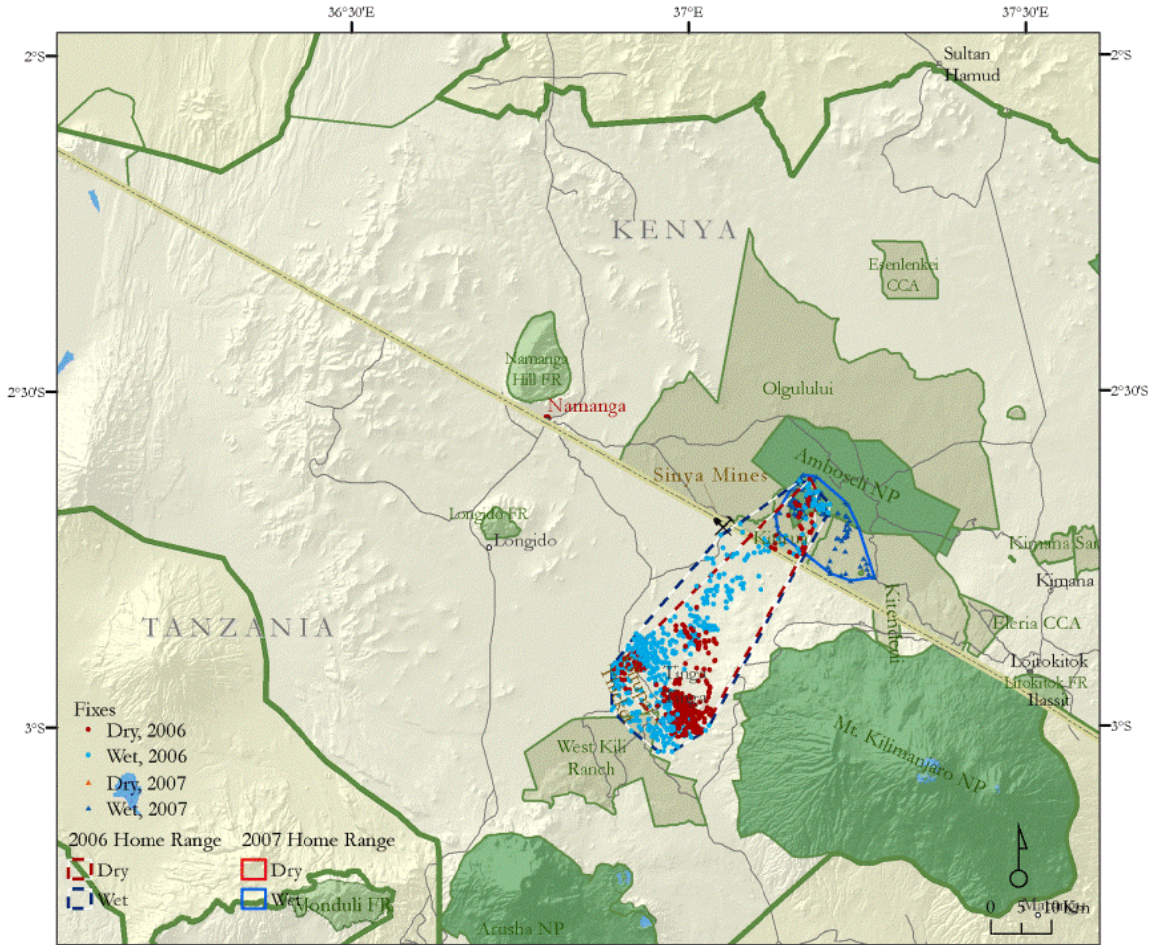 36°30'E
37°E
37°30'E
2°S
2°S
Sultan
Hamud
KENYA
Esenlenkei
CCA
Namanga
Hill FR
2°30'S
2°30'S
Olgulului
Namanga
Amboseli NP
Sinya Mines
Longido FR
Longido
Kimana
Kimana
Kitendeni
TANZANIA
Eleria CCA
Loitokitok
Litokitok FR
Ilassit
3°S
3°S
Fixes
Dry, 2006
Wet, 2006
Dry, 2007
Wet, 2007
West Kili
Ranch
Mt. Kilimanjaro NP
2006 Home Range
2007 Home Range
Dry
Dry
Wet
Wet
Monduli FR
Arusha NP
0 5 10 Km